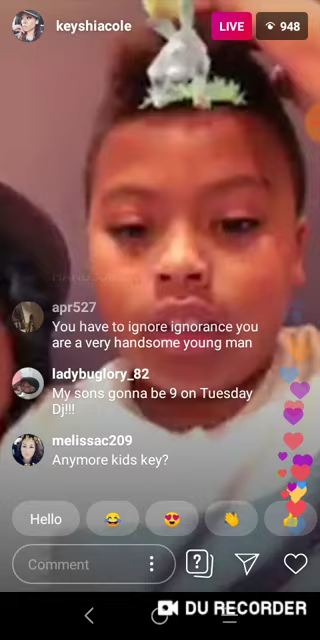 keyshiacole
LIVE
948
apr527
You have to ignore ignorance you
are a very handsome young man
ladybuglory_82
My sons gonna be 9 on Tuesday
Dj!!!
melissac209
Anymore kids key?
Hello
Comment
DU RECORDER